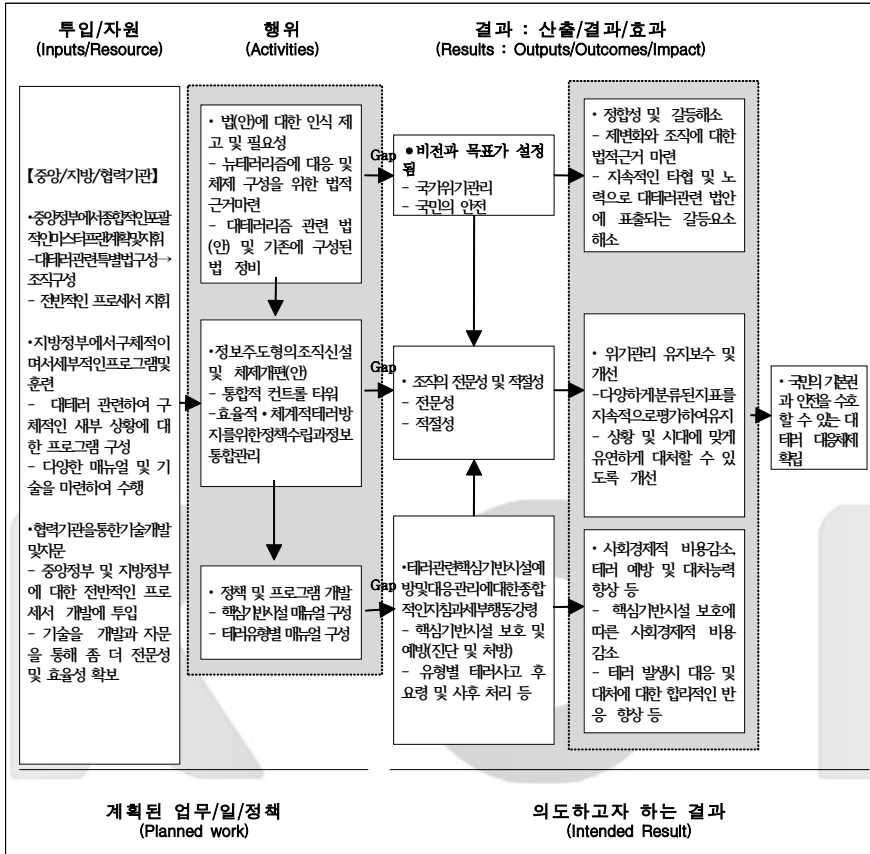 투입/자원
(Inputs/Resource)
행위
(Activities)
결과 : 산출/결과/효과
(Results : Outputs/Outcomes/Impact)
【중앙/지방/협력기관】
•중앙정부에서종합적인포괄
적인마스터프랜계획및지휘
-대테러관련특별법구성→
조직구성
- 전반적인 프로세서 지휘
•지방정부에서구체적이
며서세부적인프로그램및
훈련
- 대테러 관련하여 구
체적인 새부 상황에 대
한 프로그램 구성
- 다양한 매뉴얼 및 기
술을 마련하여 수행
•협력기관을통한기술개발
및자문
- 중앙정부 및 지방정부
에 대한 전반적인 프로
세서 개발에 투입
- 기술을 개발과 자문
을 통해 좀 더 전문성
및 효율성 확보
• 법(안)에 대한 인식 제
고 및 필요성
- 뉴테러리즘에 대응 및
체제 구성을 위한 법적
근거마련
- 대테러리즘 관련 법
(안) 및 기존에 구성된
법 정비
•정보주도형의조직신설
및 체제개편(안)
- 통합적 컨트롤 타워
-효율적·체계적테러방
지를위한정책수립과정보
통합관리
• 정책 및 프로그램 개발
- 핵심기반시설 매뉴얼 구성
- 테러유형별 매뉴얼 구성
Gap
Gap
Gap
●비전과 목표가 설정
됨
- 국가위기관리
- 국민의 안전
• 조직의 전문성 및 적절성
- 전문성
- 적절성
•테러관련핵심기반시설예
방및대응관리에대한종합
적인지침과세부행동강령
- 핵심기반시설 보호 및
예방(진단 및 처방)
- 유형별 테러사고 후
요령 및 사후 처리 등
• 정합성 및 갈등해소
- 제변화와 조직에 대한
법적근거 마련
- 지속적인 타협 및 노
력으로 대테러관련 법안
에 표출되는 갈등요소
해소
• 위기관리 유지보수 및
개선
-다양하게분류된지표를
지속적으로평가하여유지
- 상황 및 시대에 맞게
유연하게 대처할 수 있
도록 개선
• 사회경제적 비용감소,
테러 예방 및 대처능력
향상 등
- 핵심기반시설 보호에
따른 사회경제적 비용
감소
- 테러 발생시 대응 및
대처에 대한 합리적인 반
응 향상 등
• 국민의 기본권
과 안전을 수호
할 수 있는 대
테러 대응체제
확립
계획된 업무/일/정책
(Planned work)
의도하고자 하는 결과
(Intended Result)